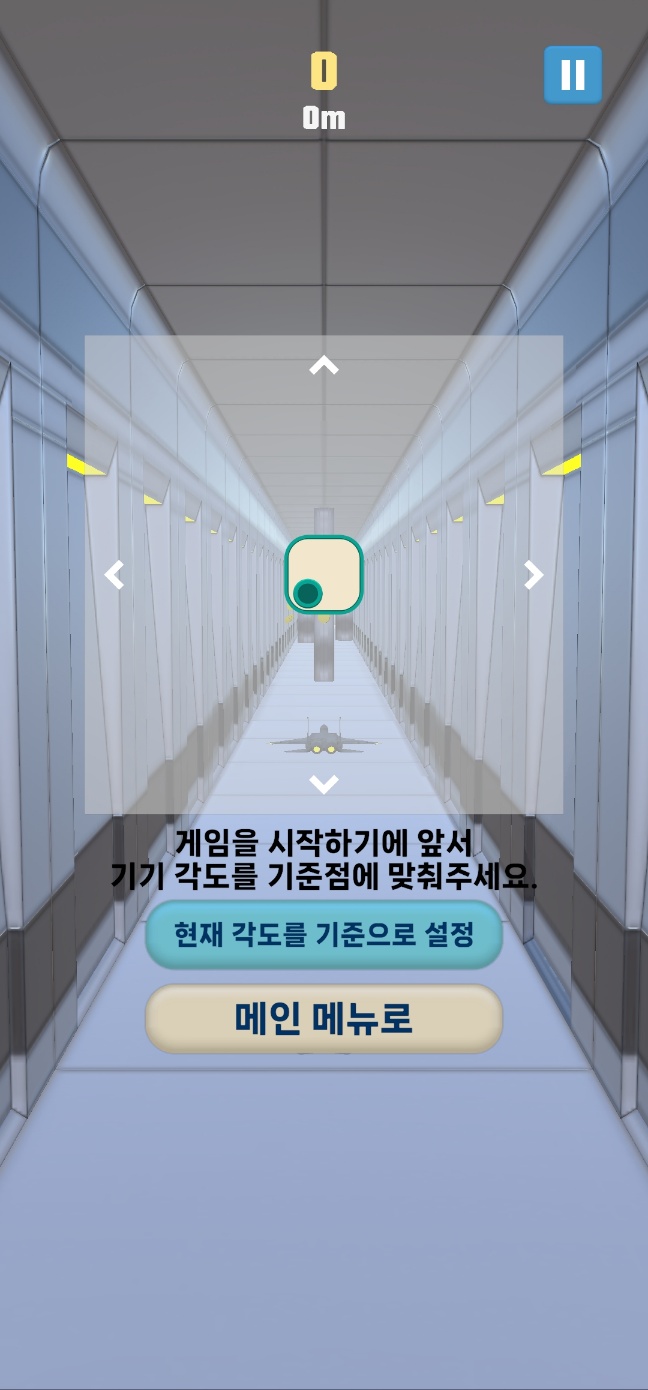 0
0m
게임을 시작하기에 앞서
기기 각도를 기준점에 맞춰주세요.
현재 각도를 기준으로 설정
메인 메뉴로